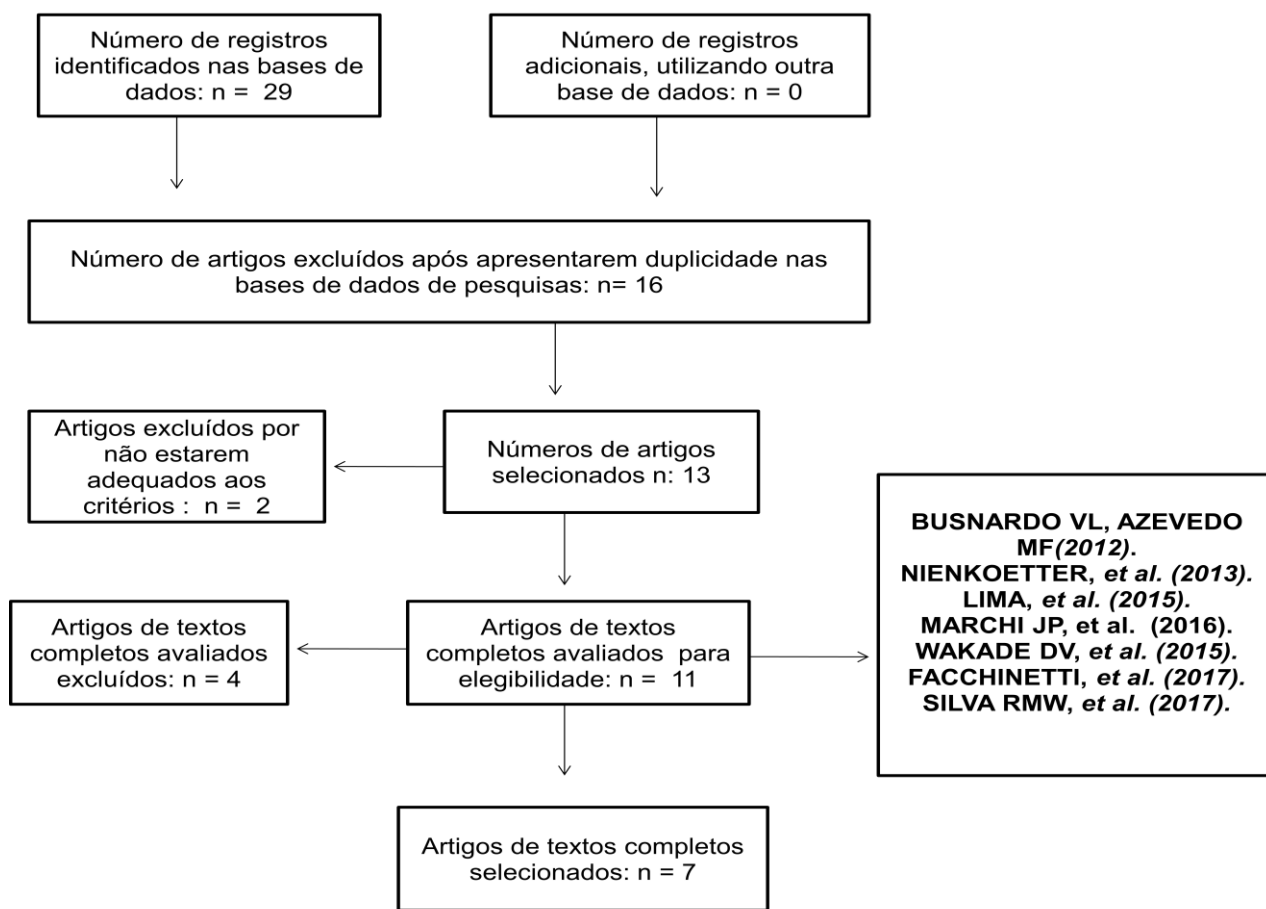 Número de registros
identificados nas bases de
dados: n =  29
Número de registros
adicionais, utilizando outra
base de dados: n = 0
Número de artigos excluídos após apresentarem duplicidade nas
bases de dados de pesquisas: n= 16
Artigos excluídos por
não estarem
adequados aos
critérios :  n =  2
Números de artigos
selecionados n: 13
Artigos de textos
completos avaliados
excluídos: n = 4
Artigos de textos
completos avaliados  para
elegibilidade: n =  11
BUSNARDO VL, AZEVEDO
MF(2012).
NIENKOETTER, et al. (2013).
LIMA, et al. (2015).
MARCHI JP, et al.  (2016).
WAKADE DV, et al. (2015).
FACCHINETTI, et al. (2017).
SILVA RMW, et al. (2017).
Artigos de textos completos
selecionados: n = 7